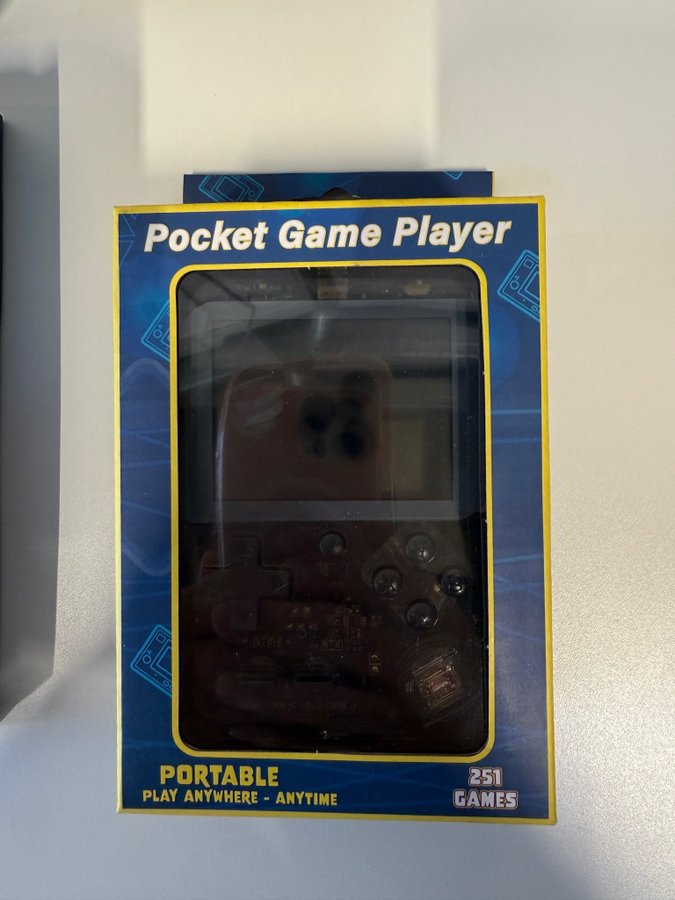 Pocket Game Player
PORTABLE
PLAY ANYWHERE - ANYTIME
251
GAMES